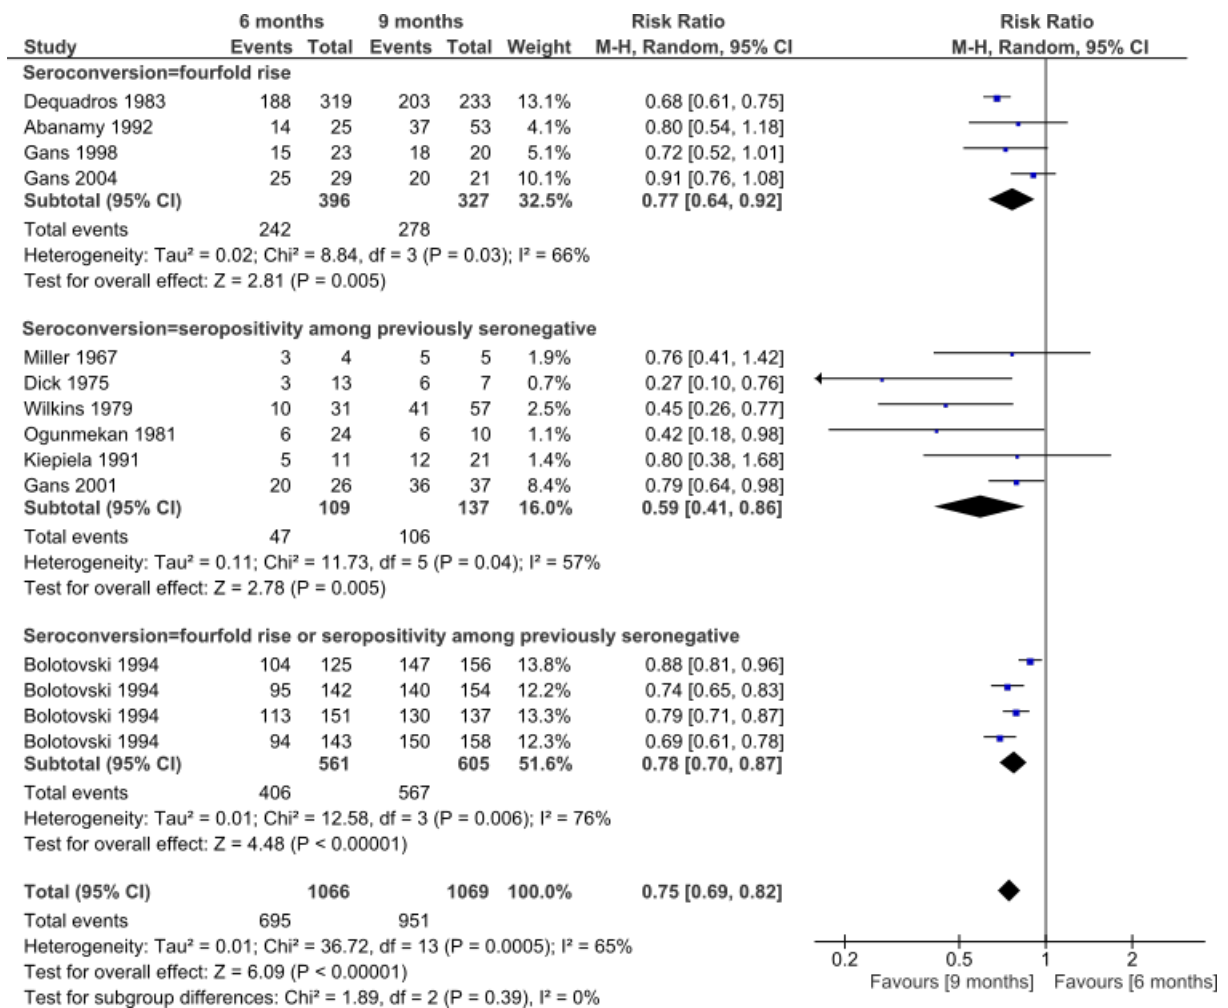 6 months 9 months Risk Ratio Risk Ratio
Study Events Total Events Total Weight M-H, Random, 95% CI M-H, Random, 95% CI
Seroconversion=fourfold rise
Dequadros 1983 188 319 203 233 13.1% 0.68 [0.61, 0.75]
Abanamy 1992 14 25 37 53 4.1% 0.80 [0.54, 1.18]
Gans 1998 15 23 18 20 5.1% 0.72 [0.52, 1.01]
Gans 2004 25 29 20 21 10.1% 0.91 [0.76, 1.08]
Subtotal (95% CI) 396 327 32.5% 0.77 [0.64, 0.92]
Total events 242 278
Heterogeneity: Tau² = 0.02; Chi² = 8.84, df = 3 (P = 0.03); I² = 66%
Test for overall effect: Z = 2.81 (P = 0.005)
Seroconversion=seropositivity among previously seronegative
Miller 1967 3 4 5 5 1.9% 0.76 [0.41, 1.42]
Dick 1975 3 13 6 7 0.7% 0.27 [0.10, 0.76]
Wilkins 1979 10 31 41 57 2.5% 0.45 [0.26, 0.77]
Ogunmekan 1981 6 24 6 10 1.1% 0.42 [0.18, 0.98]
Kiepiela 1991 5 11 12 21 1.4% 0.80 [0.38, 1.68]
Gans 2001 20 26 36 37 8.4% 0.79 [0.64, 0.98]
Subtotal (95% CI) 109 137 16.0% 0.59 [0.41, 0.86]
Total events 47 106
Heterogeneity: Tau² = 0.11; Chi² = 11.73, df = 5 (P = 0.04); I² = 57%
Test for overall effect: Z = 2.78 (P = 0.005)
Seroconversion=fourfold rise or seropositivity among previously seronegative
Bolotovski 1994 104 125 147 156 13.8% 0.88 [0.81, 0.96]
Bolotovski 1994 95 142 140 154 12.2% 0.74 [0.65, 0.83]
Bolotovski 1994 113 151 130 137 13.3% 0.79 [0.71, 0.87]
Bolotovski 1994 94 143 150 158 12.3% 0.69 [0.61, 0.78]
Subtotal (95% CI) 561 605 51.6% 0.78 [0.70, 0.87]
Total events 406 567
Heterogeneity: Tau² = 0.01; Chi² = 12.58, df = 3 (P = 0.006); I² = 76%
Test for overall effect: Z = 4.48 (P < 0.00001)
Total (95% CI) 1066 1069 100.0% 0.75 [0.69, 0.82]
Total events 695 951
Heterogeneity: Tau² = 0.01; Chi² = 36.72, df = 13 (P = 0.0005); I² = 65%
Test for overall effect: Z = 6.09 (P < 0.00001)
Test for subgroup differences: Chi² = 1.89, df = 2 (P = 0.39), I² = 0%
0.2 0.5 1 2
Favours [9 months] Favours [6 months]